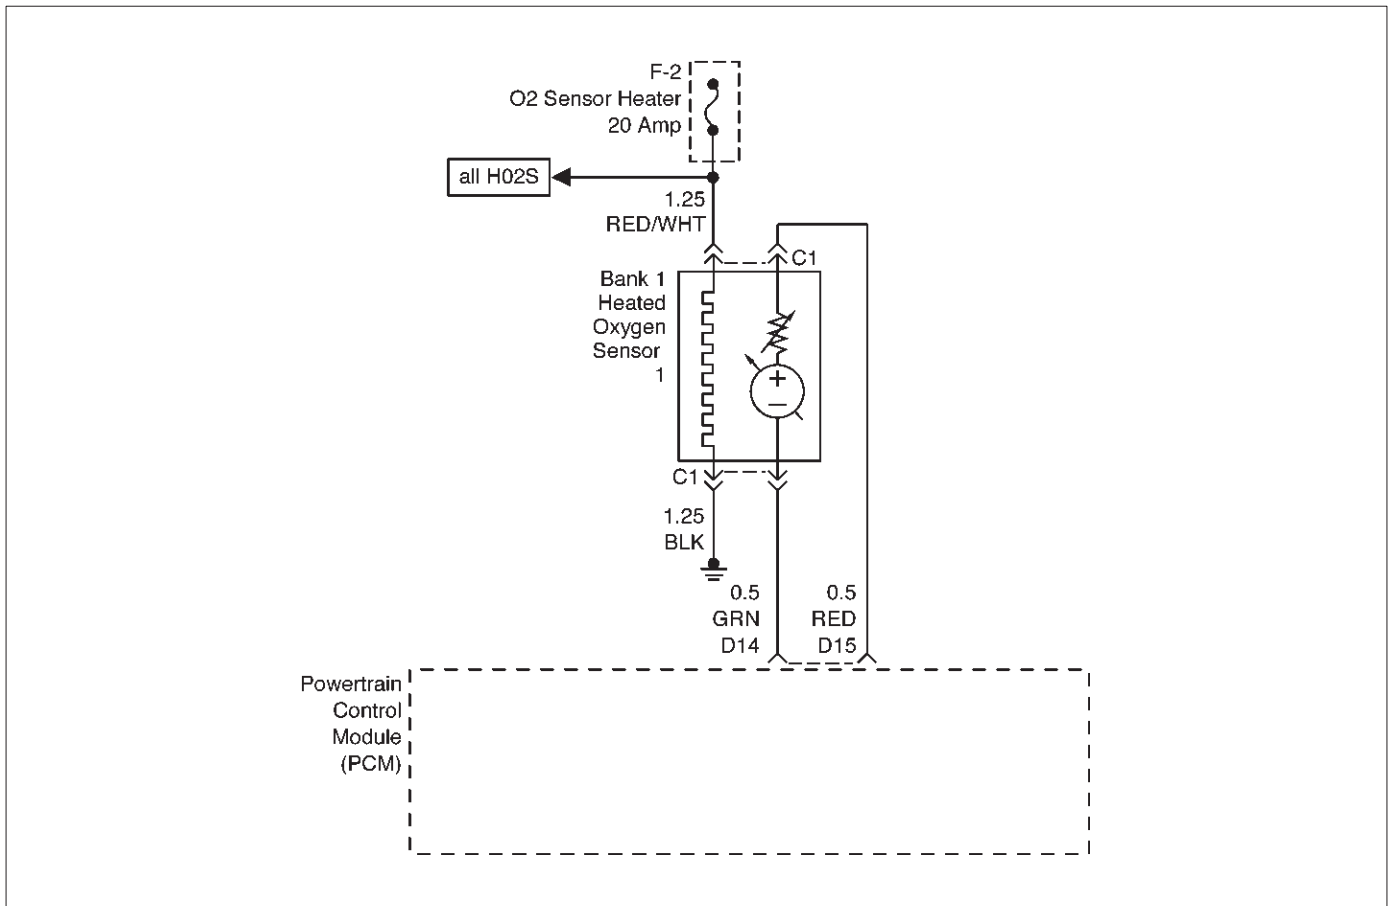 F-2
O2 Sensor Heater
20 Amp
all H02S
1.25
RED/WHT
C1
Bank 1
Heated
Oxygen
Sensor
1
+
−
C1
1.25
BLK
0.5
GRN
D14
0.5
RED
D15
Powertrain
Control
Module
(PCM)